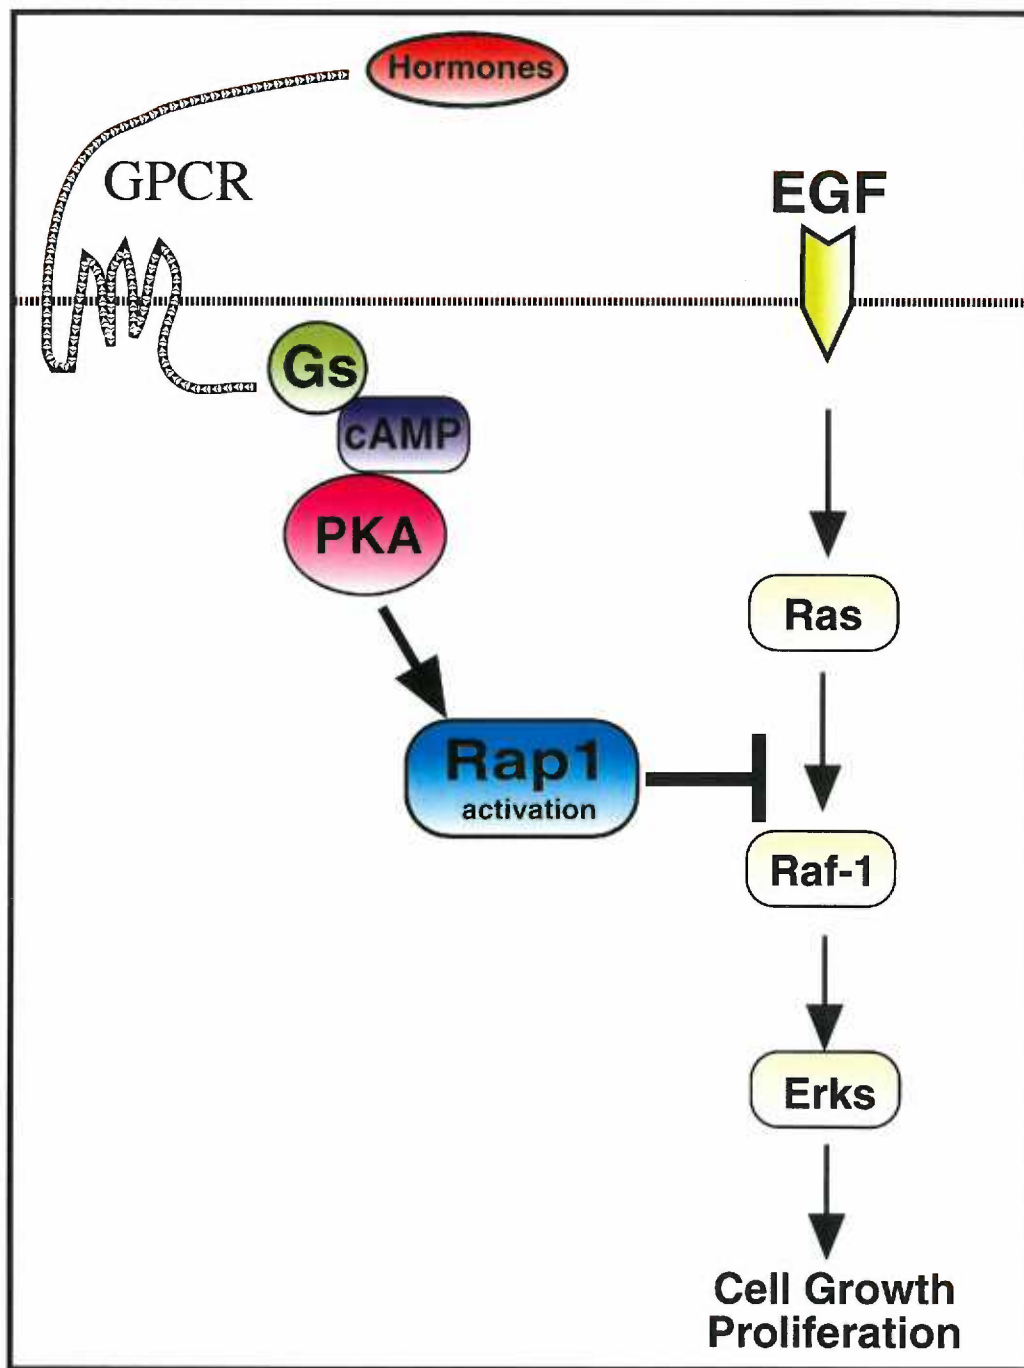 Hormones
GPCR
EGF
Gs
cAMP
PKA
Ras
Rap1
activation
Raf-1
Erks
Cell Growth
Proliferation